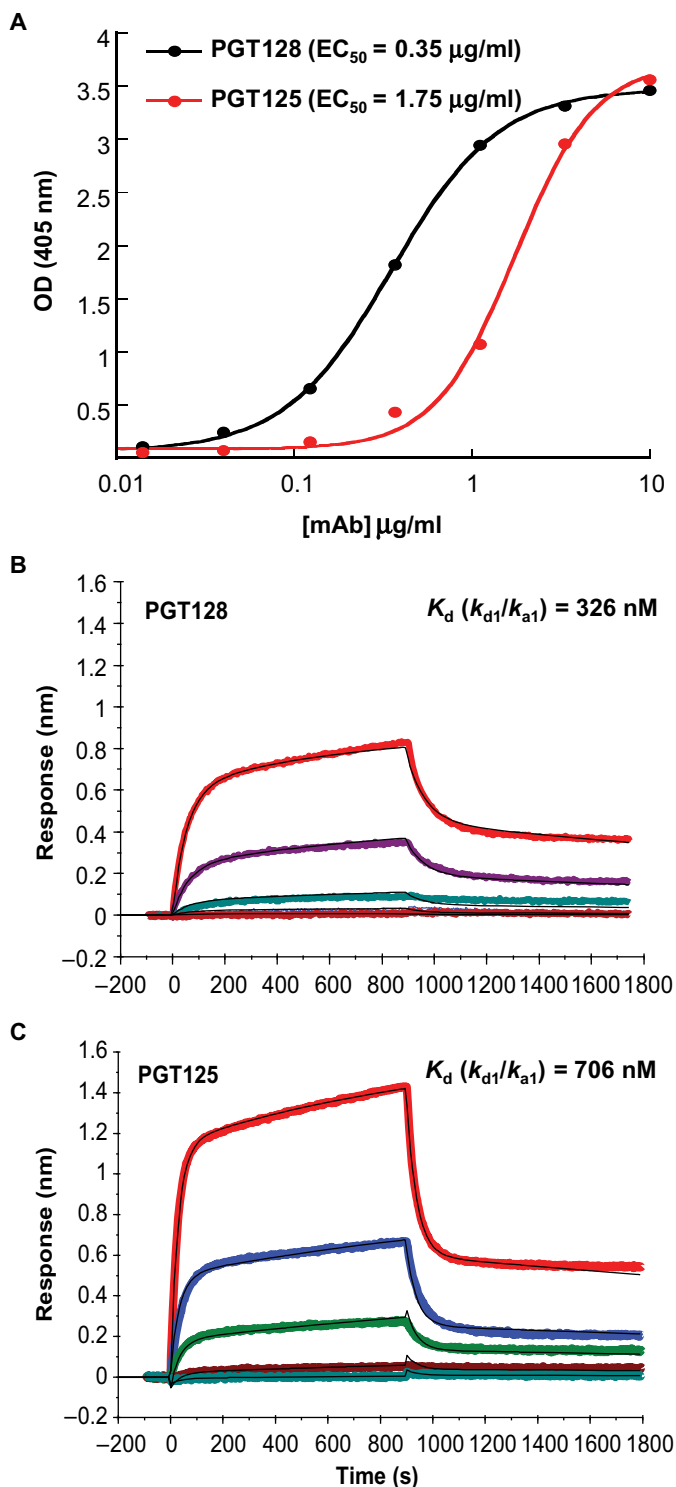 A
4
3.5
3
2.5
2
1.5
1
0.5
OD (405 nm)
PGT128 (EC50 = 0.35 μg/ml)
PGT125 (EC50 = 1.75 μg/ml)
0.01 0.1 1 10
[mAb] μg/ml
B
1.6
1.4
1.2
1
0.8
0.6
0.4
0.2
0
–0.2
Response (nm)
PGT128
Kd (kd1/ka1) = 326 nM
–200 0 200 400 600 800 1000 1200 1400 1600 1800
C
1.6
1.4
1.2
1
0.8
0.6
0.4
0.2
0
–0.2
Response (nm)
PGT125
Kd (kd1/ka1) = 706 nM
–200 0 200 400 600 800 1000 1200 1400 1600 1800
Time (s)